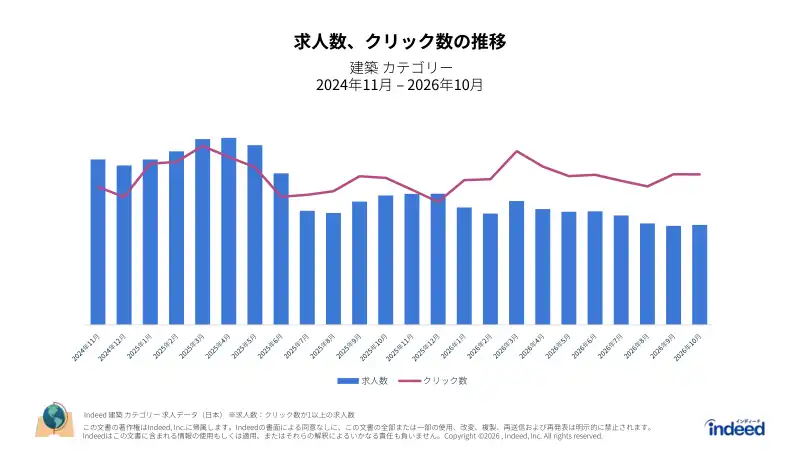 求人数、クリック数の推移
建築 カテゴリー
2024年11月 – 2026年10月
2024年11月
2024年12月
2025年1月
2025年2月
2025年3月
2025年4月
2025年5月
2025年6月
2025年7月
2025年8月
2025年9月
2025年10月
2025年11月
2025年12月
2026年1月
2026年2月
2026年3月
2026年4月
2026年5月
2026年6月
2026年7月
2026年8月
2026年9月
2026年10月
求人数 クリック数
Indeed 建築 カテゴリー 求人データ（日本） ※求人数：クリック数が1以上の求人数
この文書の著作権はIndeed, Inc.に帰属します。Indeedの書面による同意なしに、この文書の全部または一部の使用、改変、複製、再送信および再発表は明示的に禁止されます。
Indeedはこの文書に含まれる情報の使用もしくは適用、またはそれらの解釈によるいかなる責任も負いません。Copyright ©2026 , Indeed, Inc. All rights reserved.
インディード
indeed